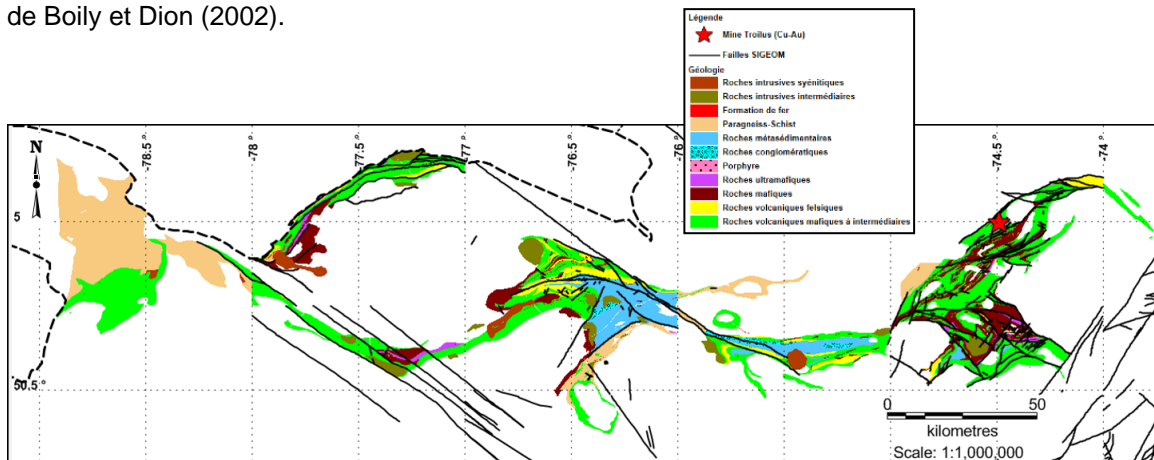 de Boily et Dion (2002).
Légende
Mine Troilus (Cu-Au)
Failles SIGEOM
Géologie
Roches intrusives syénitiques
Roches intrusives intermédiaires
Formation de fer
Paragneiss-Schist
Roches métasédimentaires
Roches conglomératiques
Porphyre
Roches ultramafiques
Roches mafiques
Roches volcaniques felsiques
Roches volcaniques mafiques à intermédiaires
N
-78.5°
-78
-77.5°
-77
-76.5°
-76
-74.5°
-74°
5
50.5°
0 50
kilometres
Scale: 1:1,000,000